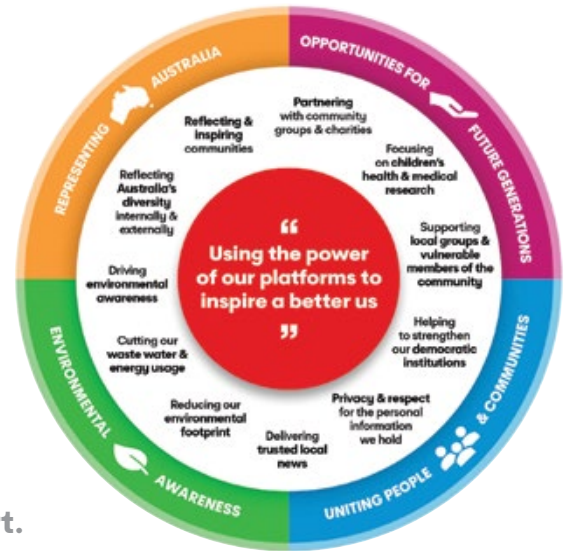 REPRESENTING AUSTRALIA
OPPORTUNITIES FOR FUTURE GENERATIONS
UNITING PEOPLE & COMMUNITIES
ENVIRONMENTAL AWARENESS
Partnering
with community
groups & charities
Focusing
on children's
health & medical
research
Supporting
local groups &
vulnerable
members of the
community
Helping
to strengthen
our democratic
institutions
Privacy & respect
for the personal
information
we hold
Delivering
trusted local
news
Reducing our
environmental
footprint
Cutting our
waste water &
energy usage
Driving
environmental
awareness
Reflecting
Australia's
diversity
internally &
externally
Reflecting &
Inspiring
communities
“
Using the power
of our platforms to
inspire a better us
”
t.